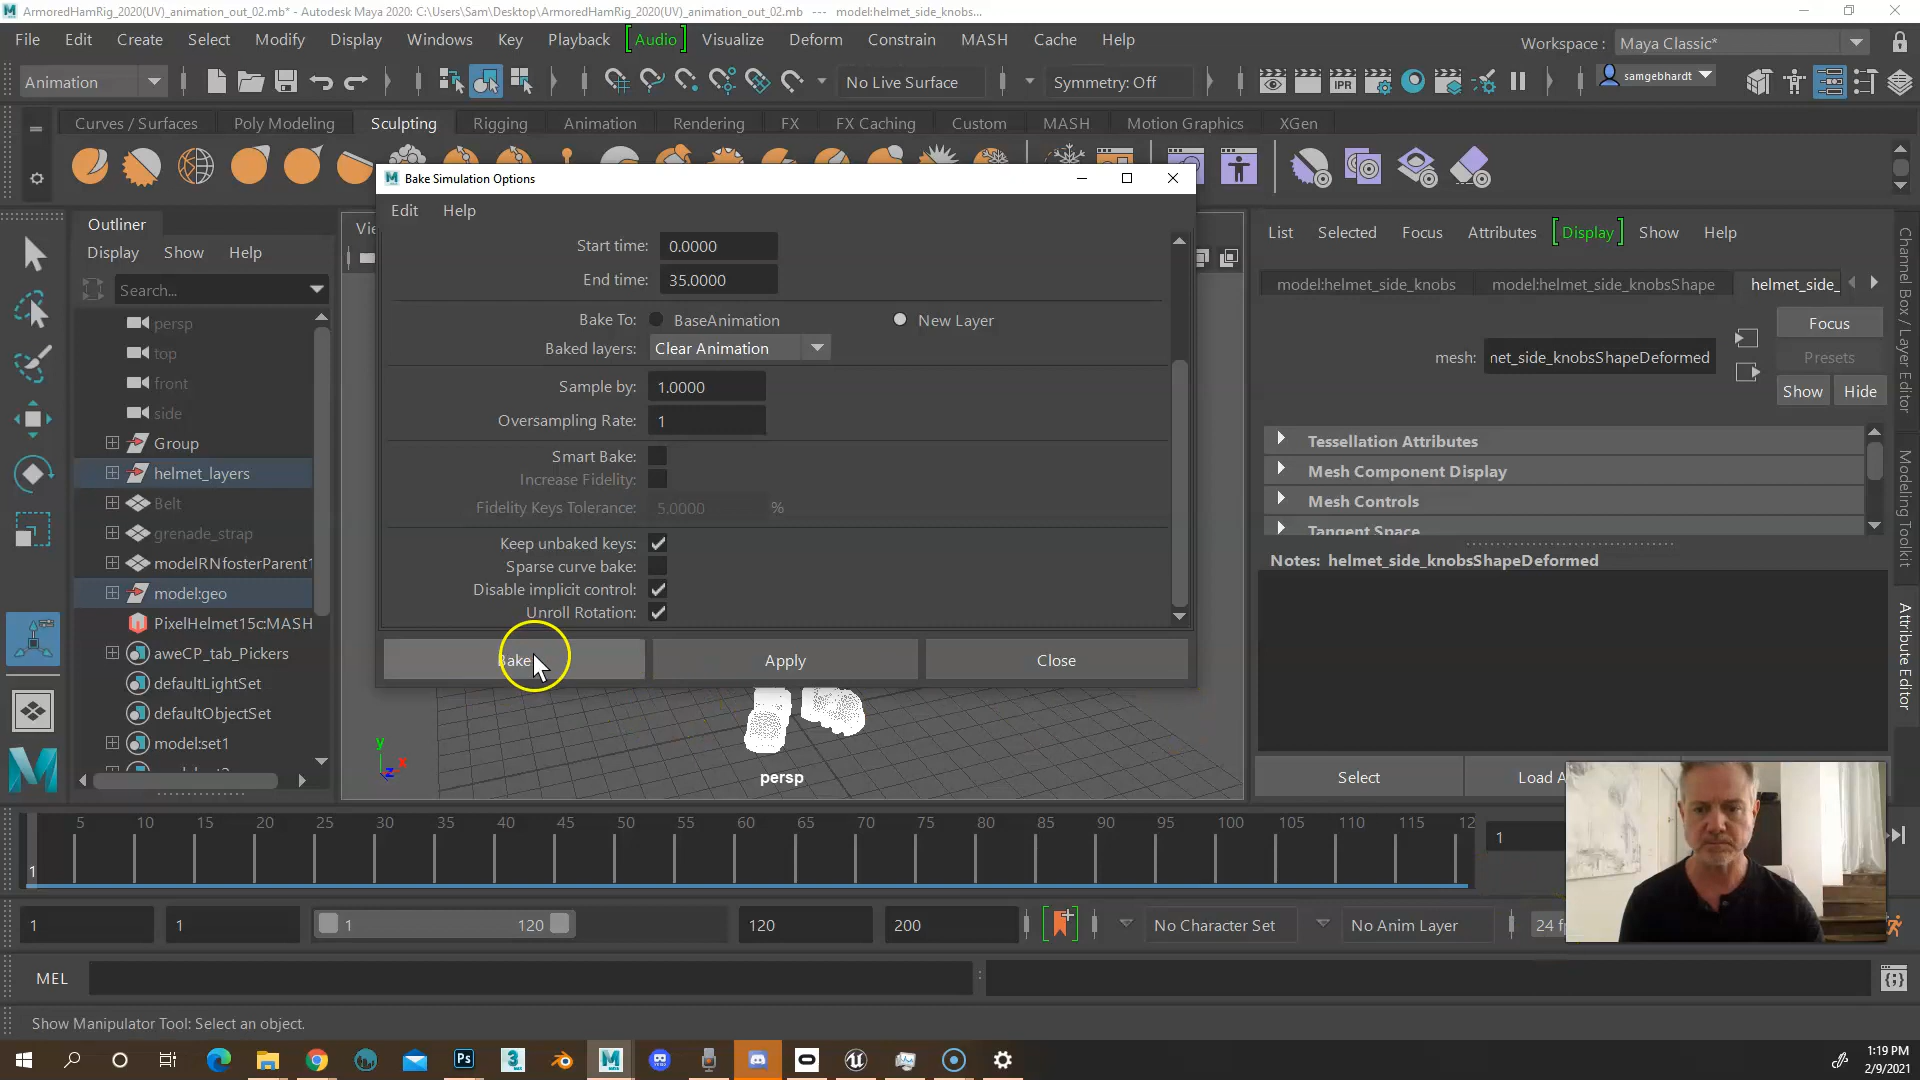 ArmoredHamRig_2020(UV)_animation_out_02.mb* - Autodesk Maya 2020: C:\Users\Sam\Desktop\ArmoredHamRig_2020(UV)_animation_out_02.mb --- model:helmet_side_knobs...
File Edit Create Select Modify Display Windows Key Playback Audio Visualize Deform Constrain MASH Cache Help
Workspace : Maya Classic*
Animation
No Live Surface
Symmetry: Off
IPR
samgebhardt
Curves / Surfaces Poly Modeling Sculpting Rigging Animation Rendering FX FX Caching Custom MASH Motion Graphics XGen
Bake Simulation Options
Edit Help
Start time: 0.0000
End time: 35.0000
Bake To: BaseAnimation New Layer
Baked layers: Clear Animation
Sample by: 1.0000
Oversampling Rate: 1
Smart Bake:
Increase Fidelity:
Fidelity Keys Tolerance: 5.0000 %
Keep unbaked keys:
Sparse curve bake:
Disable implicit control:
Unroll Rotation:
Bake Apply Close
Outliner
Display Show Help
Search...
persp
top
front
side
Group
helmet_layers
Belt
grenade_strap
modelRNfosterParent1
model:geo
PixelHelmet15c:MASH
aweCP_tab_Pickers
defaultLightSet
defaultObjectSet
model:set1
y
x
z
persp
List Selected Focus Attributes Display Show Help
model:helmet_side_knobs model:helmet_side_knobsShape helmet_side_
mesh: net_side_knobsShapeDeformed
Focus
Presets
Show Hide
Tessellation Attributes
Mesh Component Display
Mesh Controls
Tangent Space
Notes: helmet_side_knobsShapeDeformed
Select Load A
Channel Box / Layer Editor
Modeling Toolkit
Attribute Editor
5 10 15 20 25 30 35 40 45 50 55 60 65 70 75 80 85 90 95 100 105 110 115 12
1
1
1 1 1 120 120 200 No Character Set No Anim Layer 24 f
MEL
Show Manipulator Tool: Select an object.
Ps
3
1:19 PM
2/9/2021